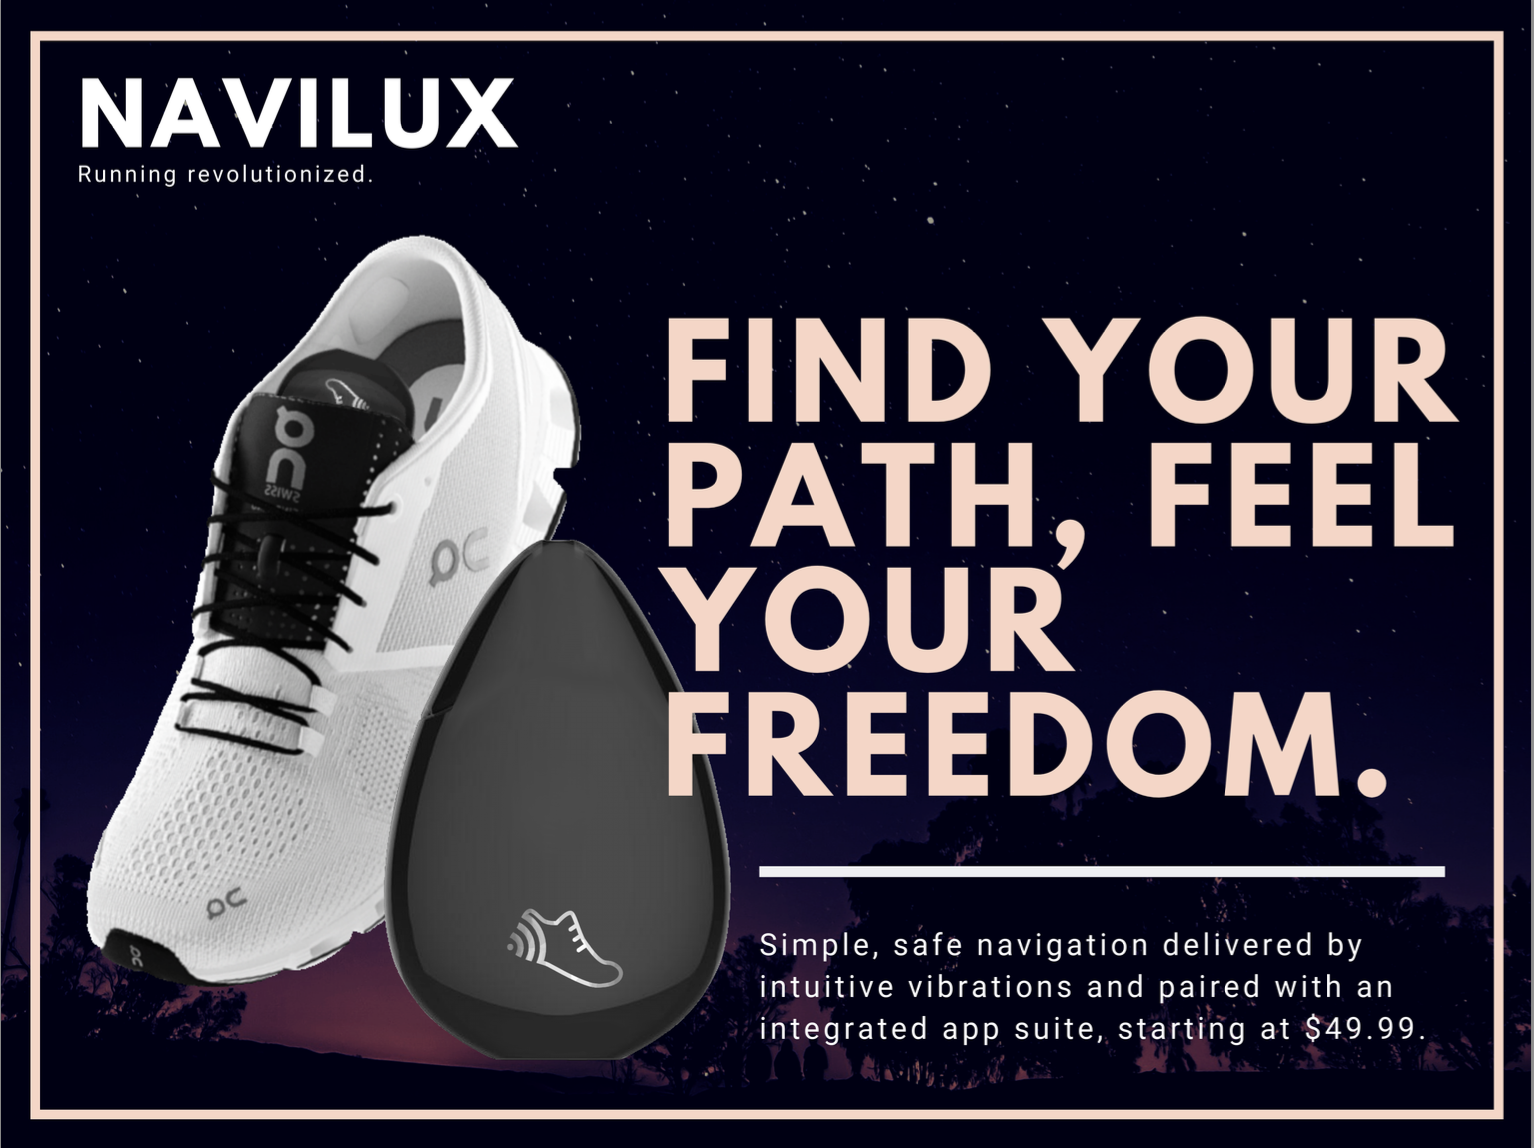 NAVILUX
Running revolutionized.
FIND YOUR
PATH, FEEL
YOUR
FREEDOM.
Simple, safe navigation delivered by
intuitive vibrations and paired with an
integrated app suite, starting at $49.99.
SWISS